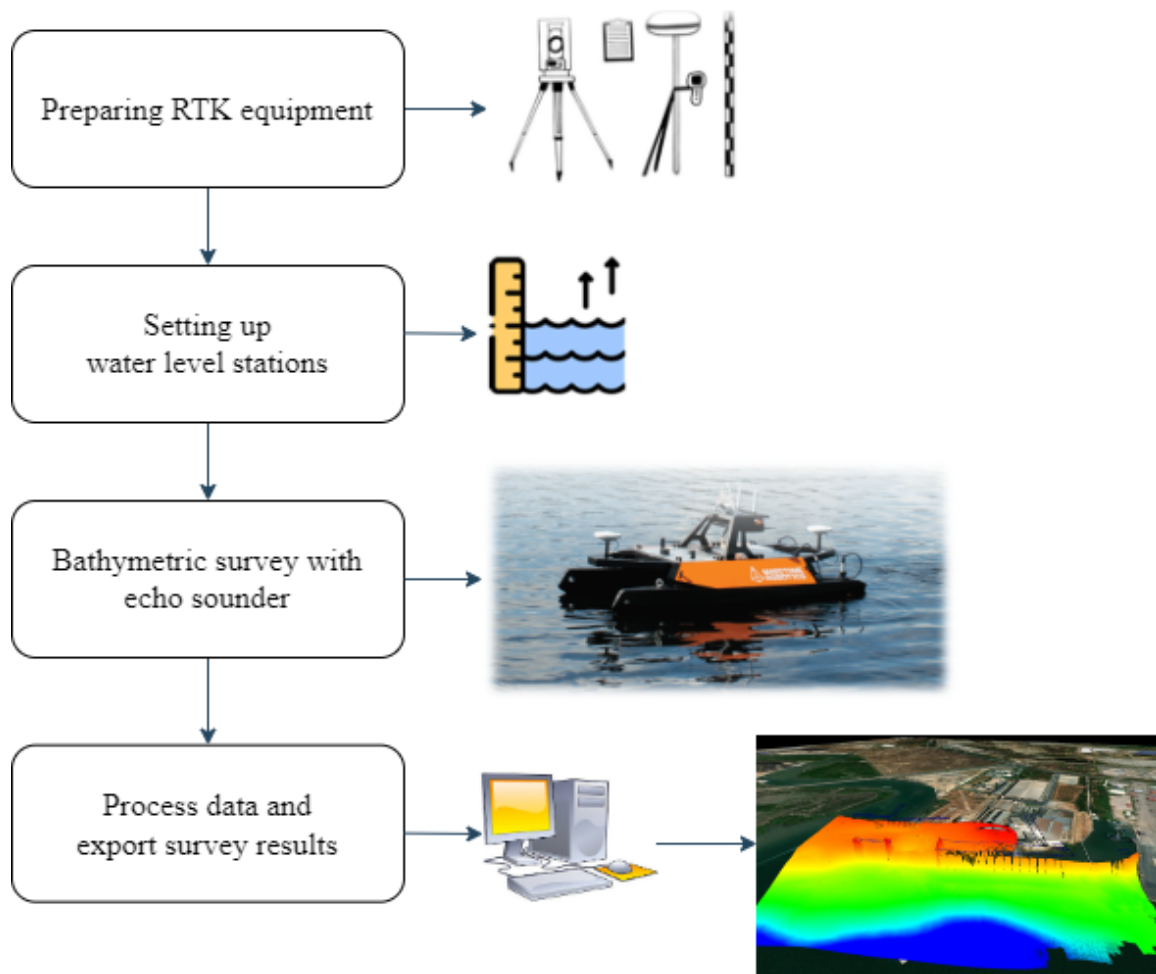 Preparing RTK equipment
Setting up
water level stations
Bathymetric survey with
echo sounder
Process data and
export survey results